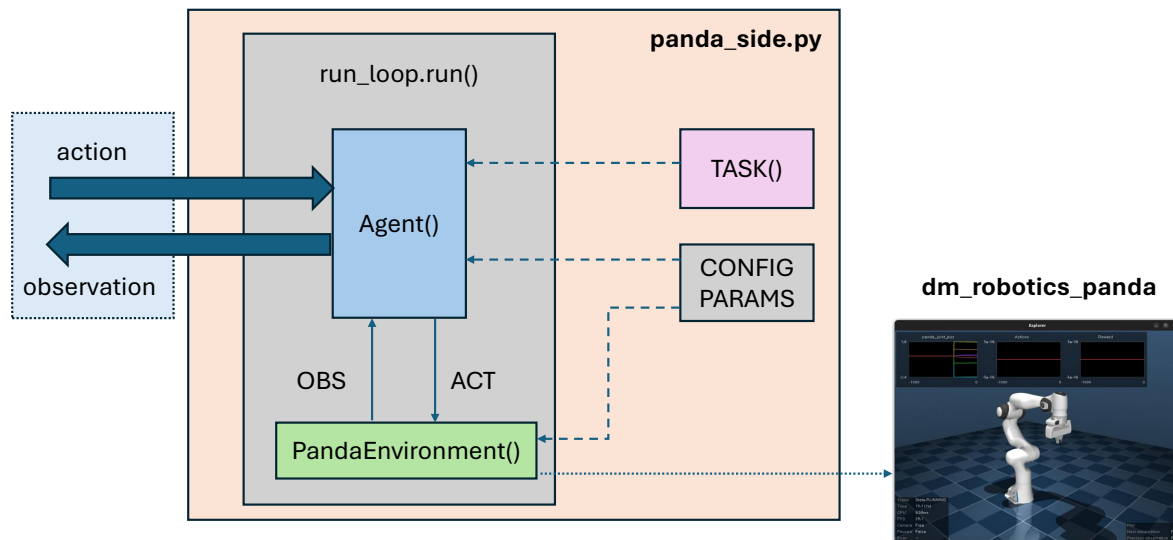 panda_side.py
run_loop.run()
action
TASK()
Agent()
CONFIG
PARAMS
observation
dm_robotics_panda
Explorer
Actions
Reward
OBS
ACT
PandaEnvironment()